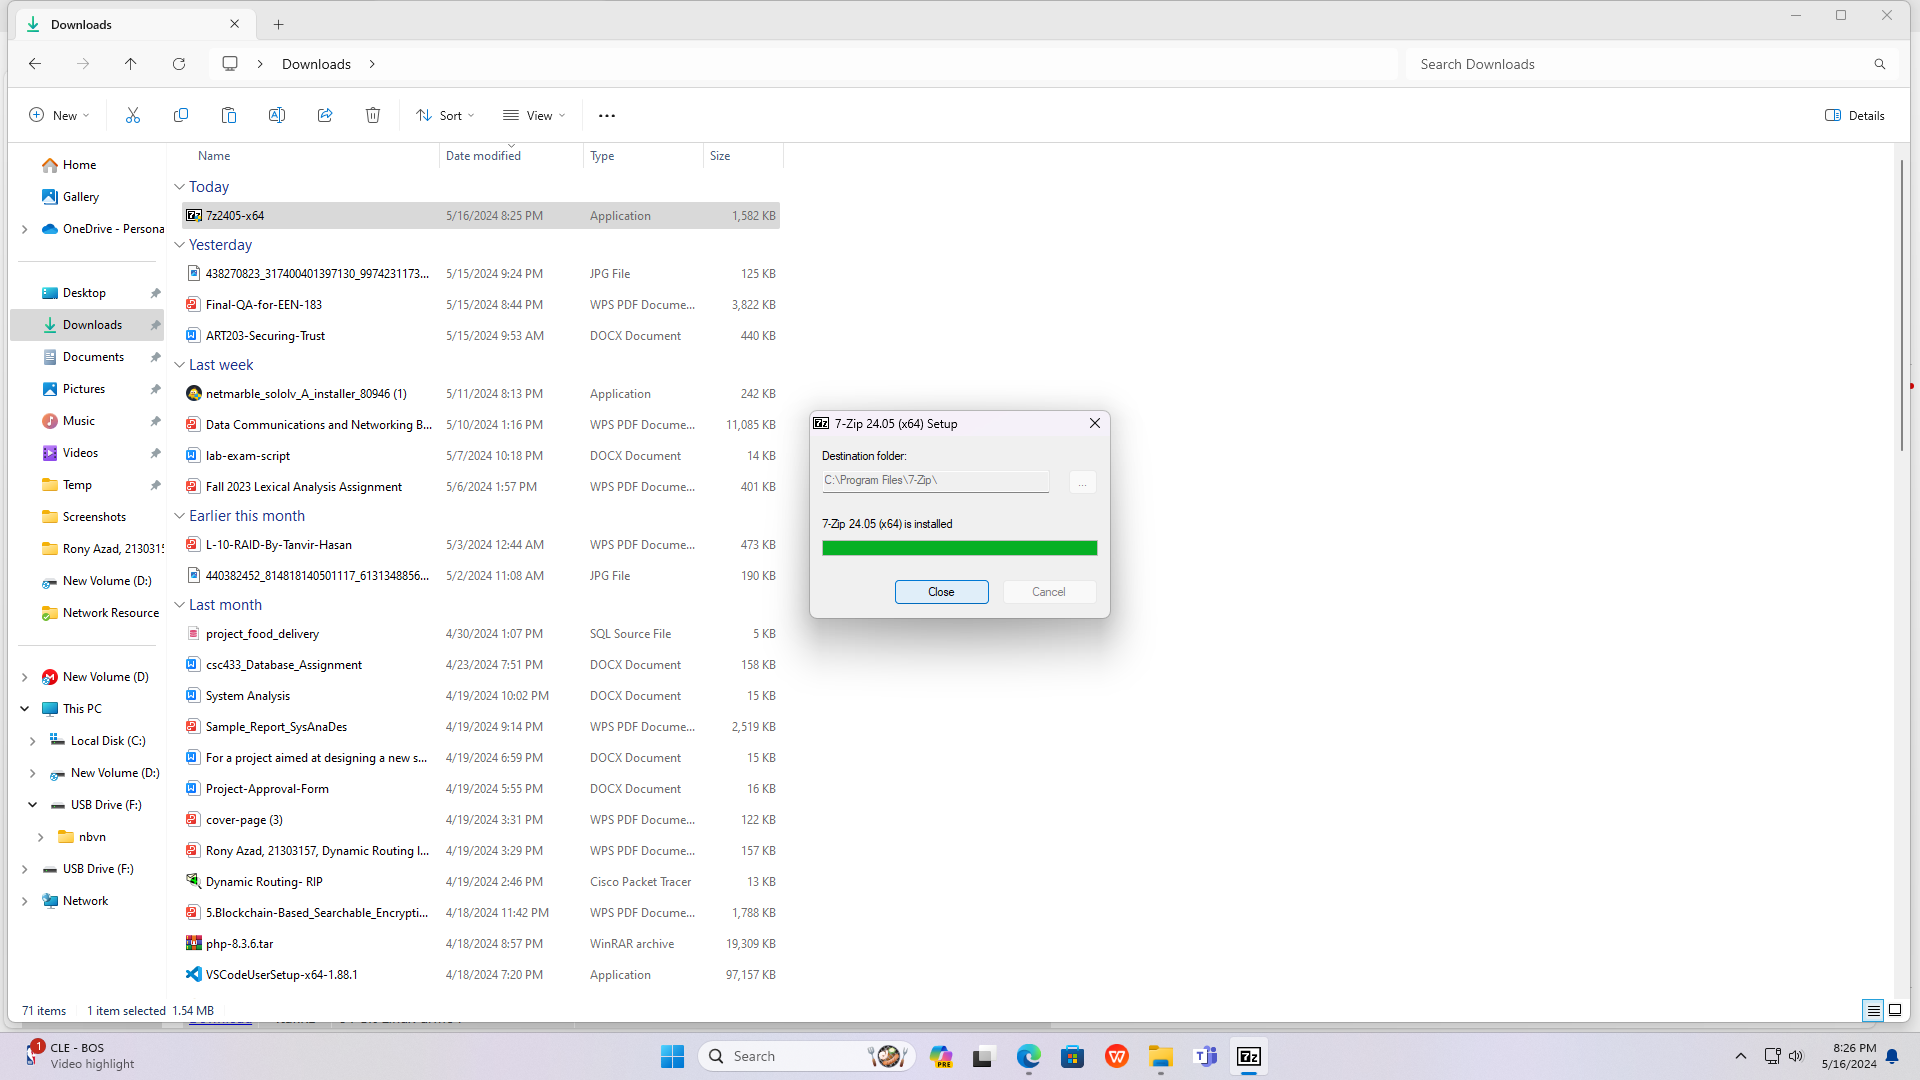 Downloads
Downloads
Search Downloads
New
Sort
View
Details
Name Date modified Type Size
Home
Gallery
OneDrive - Persona
Desktop
Downloads
Documents
Pictures
Music
Videos
Temp
Screenshots
Rony Azad, 2130315
New Volume (D:)
Network Resource
New Volume (D)
This PC
Local Disk (C:)
New Volume (D:)
USB Drive (F:)
nbvn
USB Drive (F:)
Network
Today
7z2405-x64 5/16/2024 8:25 PM Application 1,582 KB
Yesterday
438270823_317400401397130_9974231173... 5/15/2024 9:24 PM JPG File 125 KB
Final-QA-for-EEN-183 5/15/2024 8:44 PM WPS PDF Docume... 3,822 KB
ART203-Securing-Trust 5/15/2024 9:53 AM DOCX Document 440 KB
Last week
netmarble_sololv_A_installer_80946 (1) 5/11/2024 8:13 PM Application 242 KB
Data Communications and Networking B... 5/10/2024 1:16 PM WPS PDF Docume... 11,085 KB
lab-exam-script 5/7/2024 10:18 PM DOCX Document 14 KB
Fall 2023 Lexical Analysis Assignment 5/6/2024 1:57 PM WPS PDF Docume... 401 KB
Earlier this month
L-10-RAID-By-Tanvir-Hasan 5/3/2024 12:44 AM WPS PDF Docume... 473 KB
440382452_814818140501117_6131348856... 5/2/2024 11:08 AM JPG File 190 KB
Last month
project_food_delivery 4/30/2024 1:07 PM SQL Source File 5 KB
csc433_Database_Assignment 4/23/2024 7:51 PM DOCX Document 158 KB
System Analysis 4/19/2024 10:02 PM DOCX Document 15 KB
Sample_Report_SysAnaDes 4/19/2024 9:14 PM WPS PDF Docume... 2,519 KB
For a project aimed at designing a new s... 4/19/2024 6:59 PM DOCX Document 15 KB
Project-Approval-Form 4/19/2024 5:55 PM DOCX Document 16 KB
cover-page (3) 4/19/2024 3:31 PM WPS PDF Docume... 122 KB
Rony Azad, 21303157, Dynamic Routing I... 4/19/2024 3:29 PM WPS PDF Docume... 157 KB
Dynamic Routing- RIP 4/19/2024 2:46 PM Cisco Packet Tracer 13 KB
5.Blockchain-Based_Searchable_Encrypti... 4/18/2024 11:42 PM WPS PDF Docume... 1,788 KB
php-8.3.6.tar 4/18/2024 8:57 PM WinRAR archive 19,309 KB
VSCodeUserSetup-x64-1.88.1 4/18/2024 7:20 PM Application 97,157 KB
7z 7-Zip 24.05 (x64) Setup
Destination folder:
C:\Program Files\7-Zip\
...
7-Zip 24.05 (x64) is installed
Close
Cancel
71 items 1 item selected 1.54 MB
1
CLE - BOS
Video highlight
Search
PRE
7z
8:26 PM
5/16/2024